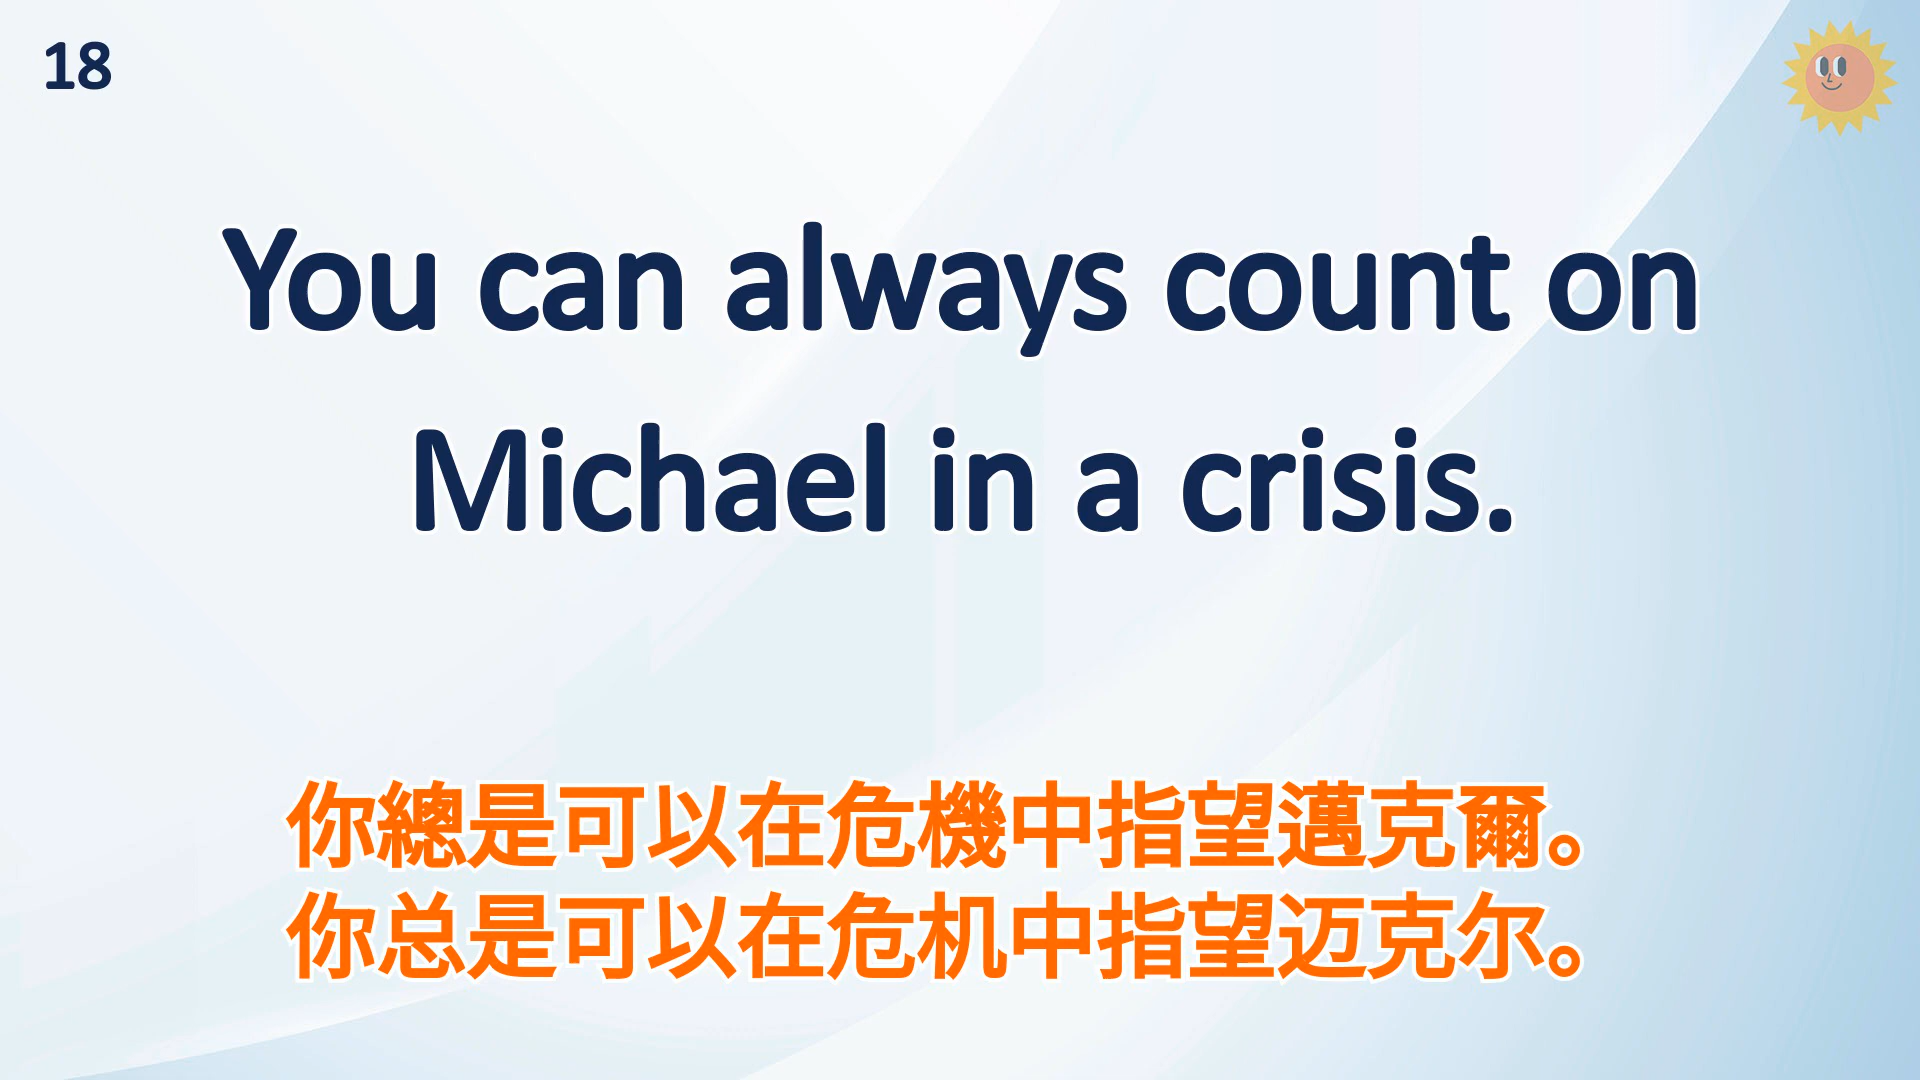 18
You can always count on
Michael in a crisis.
你總是可以在危機中指望邁克爾。
你总是可以在危机中指望迈克尔。